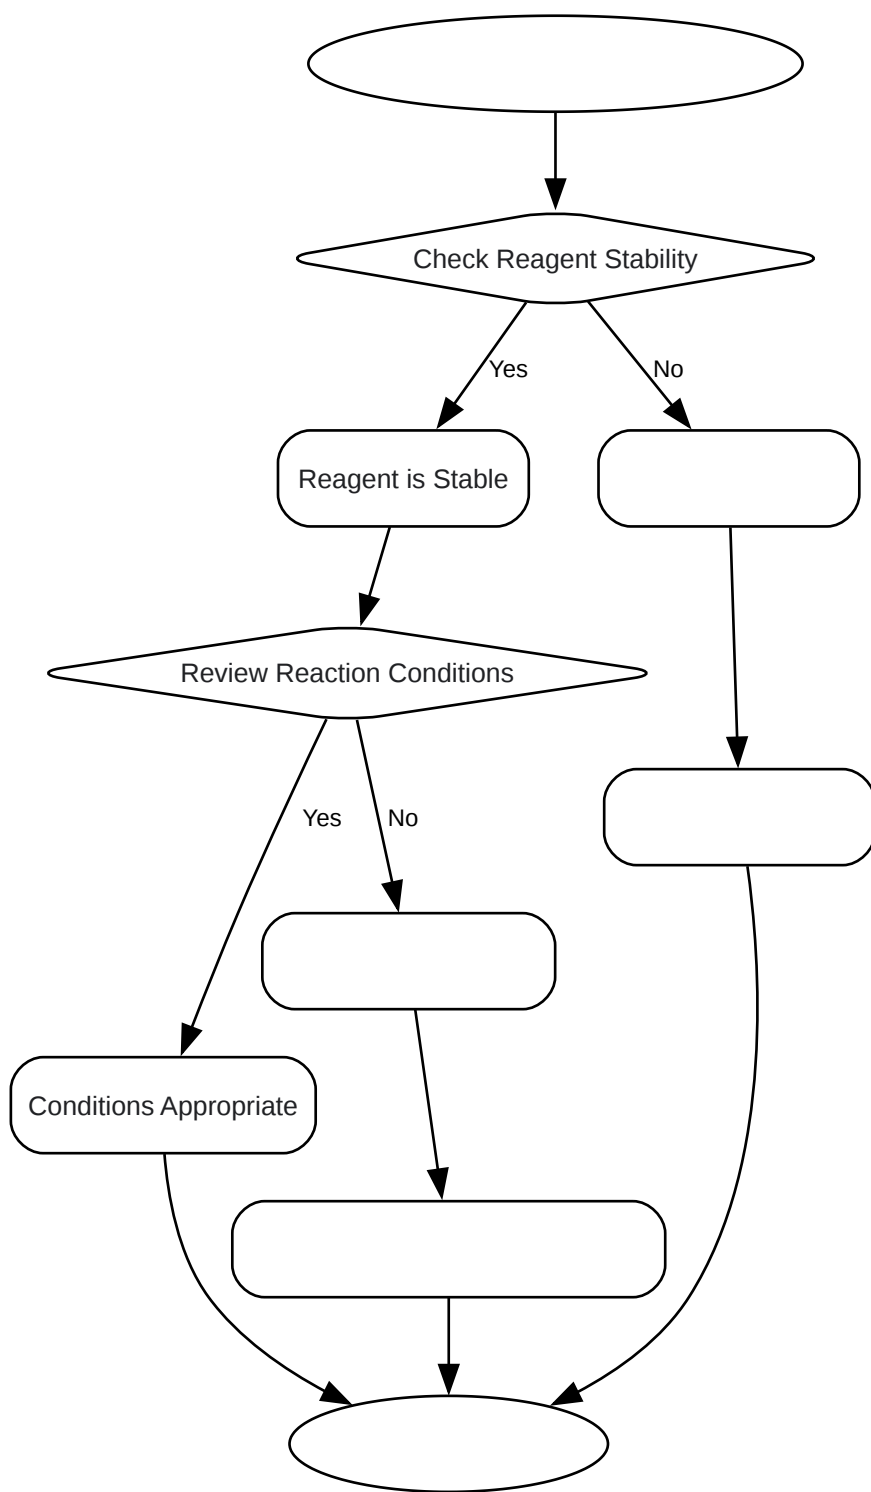 Check Reagent Stability
Yes
No
Reagent is Stable
Review Reaction Conditions
Yes
No
Conditions Appropriate